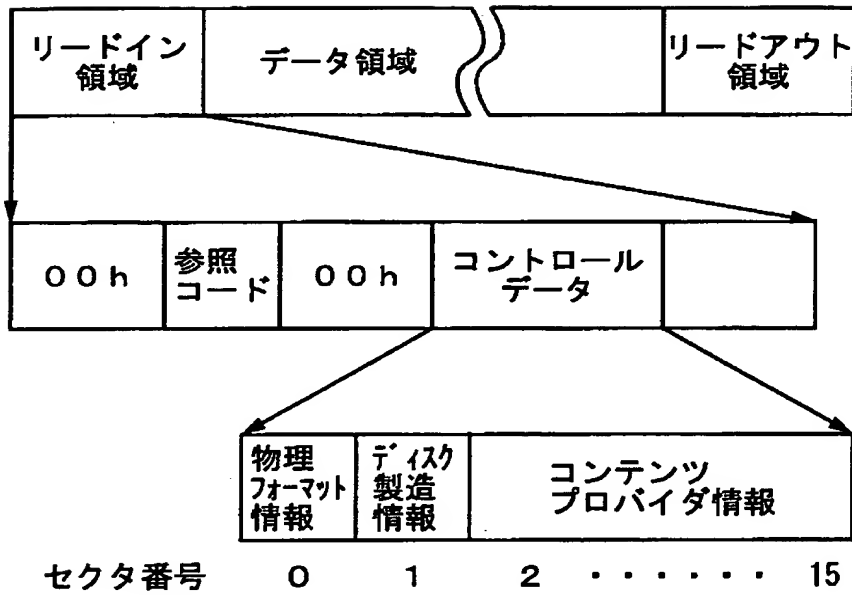 リードイン
領域
データ領域
リードアウト
領域
００ｈ
参照
コード
００ｈ
コントロール
データ
物理
フォーマット
情報
ディスク
製造
情報
コンテンツ
プロバイダ情報
セクタ番号 ０ １ ２ ・・・・・・ 15